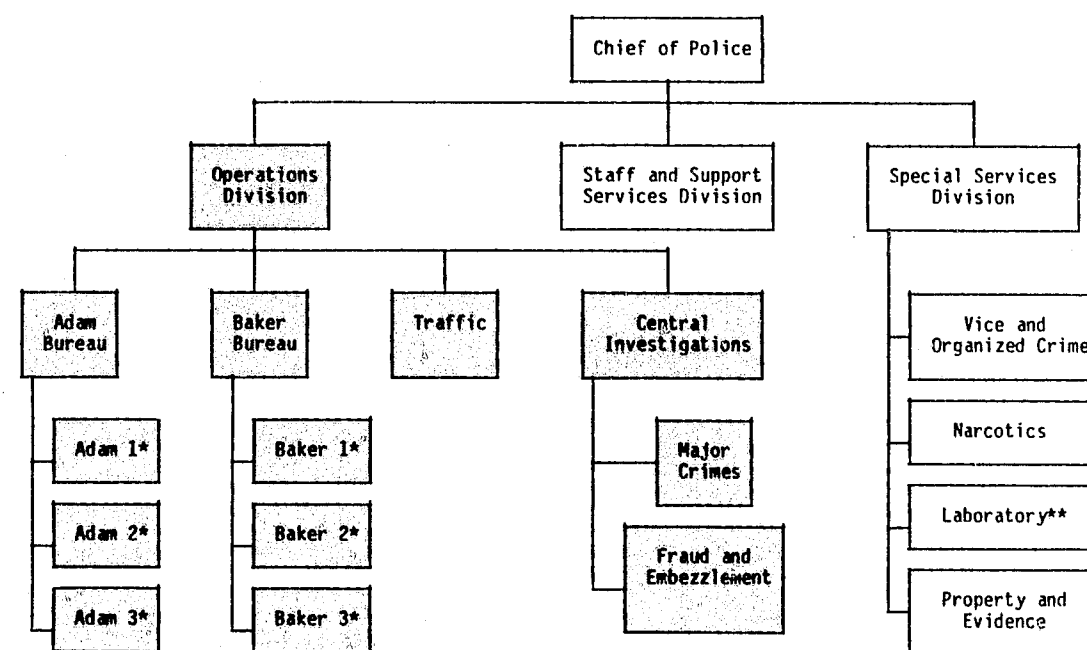 Chief of Police
Operations
Division
Staff and Support
Services Division
Special Services
Division
Adam
Bureau
Baker
Bureau
Traffic
Central
Investigations
Adam 1*
Adam 2*
Adam 3*
Baker 1*
Baker 2*
Baker 3*
Major
Crimes
Fraud and
Embezzlement
Vice and
Organized Crime
Narcotics
Laboratory**
Property and
Evidence